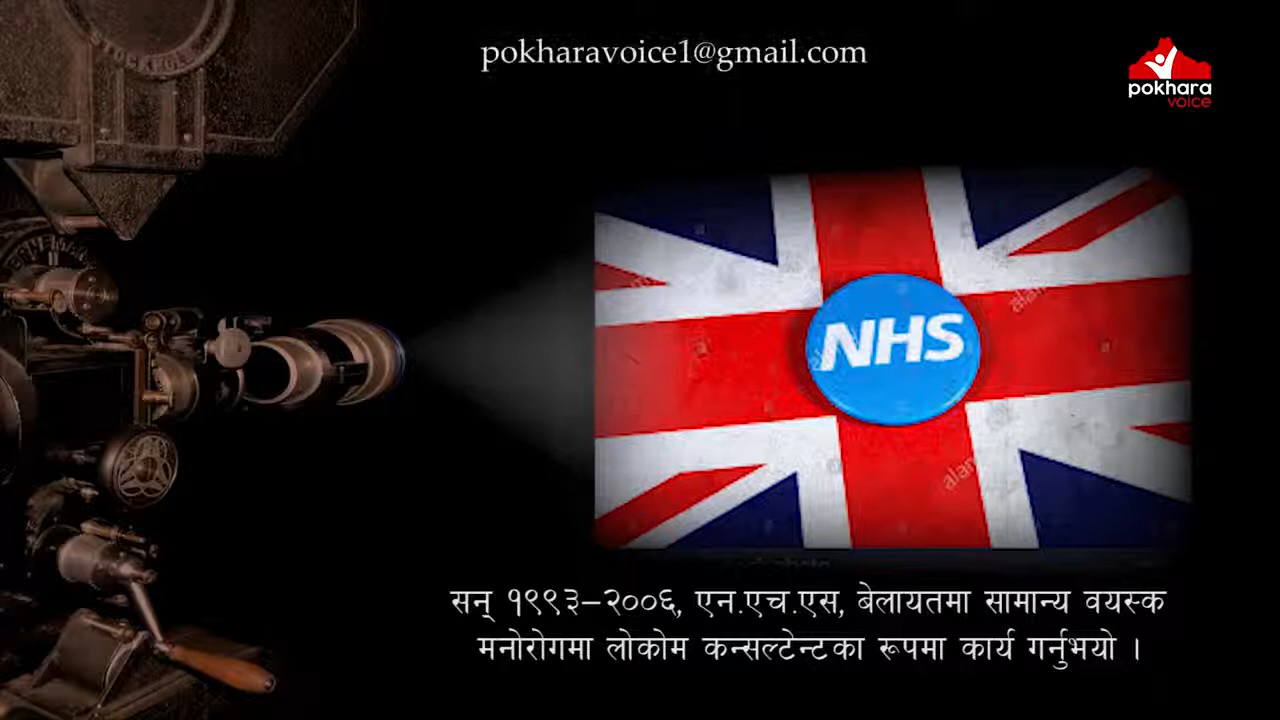 pokharavoice1@gmail.com
pokhara
voice
NHS
सन् १९९३–२००६, एन.एच.एस, बेलायतमा सामान्य वयस्क
मनोरोगमा लोकोम कन्सल्टेन्टका रूपमा कार्य गर्नुभयो ।